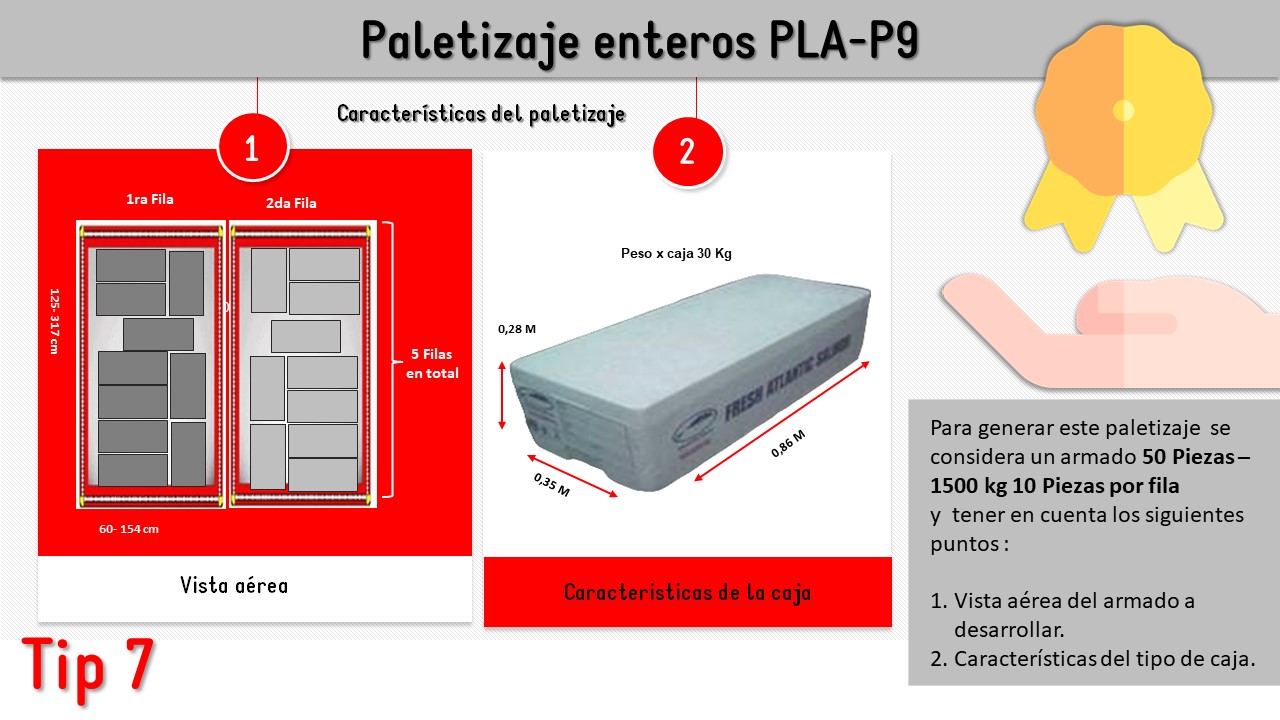 Paletizaje enteros PLA-P9
Características del paletizaje
1
2
1ra Fila
2da Fila
125- 317 cm
5 Filas
en total
60- 154 cm
Vista aérea
Peso x caja 30 Kg
0,28 M
FRESH ATLANTIC SALMON
0,86 M
0,35 M
Caracteristicas de la caja
Para generar este paletizaje se
considera un armado 50 Piezas –
1500 kg 10 Piezas por fila
y tener en cuenta los siguientes
puntos :
1. Vista aérea del armado a
desarrollar.
2. Características del tipo de caja.
Tip 7